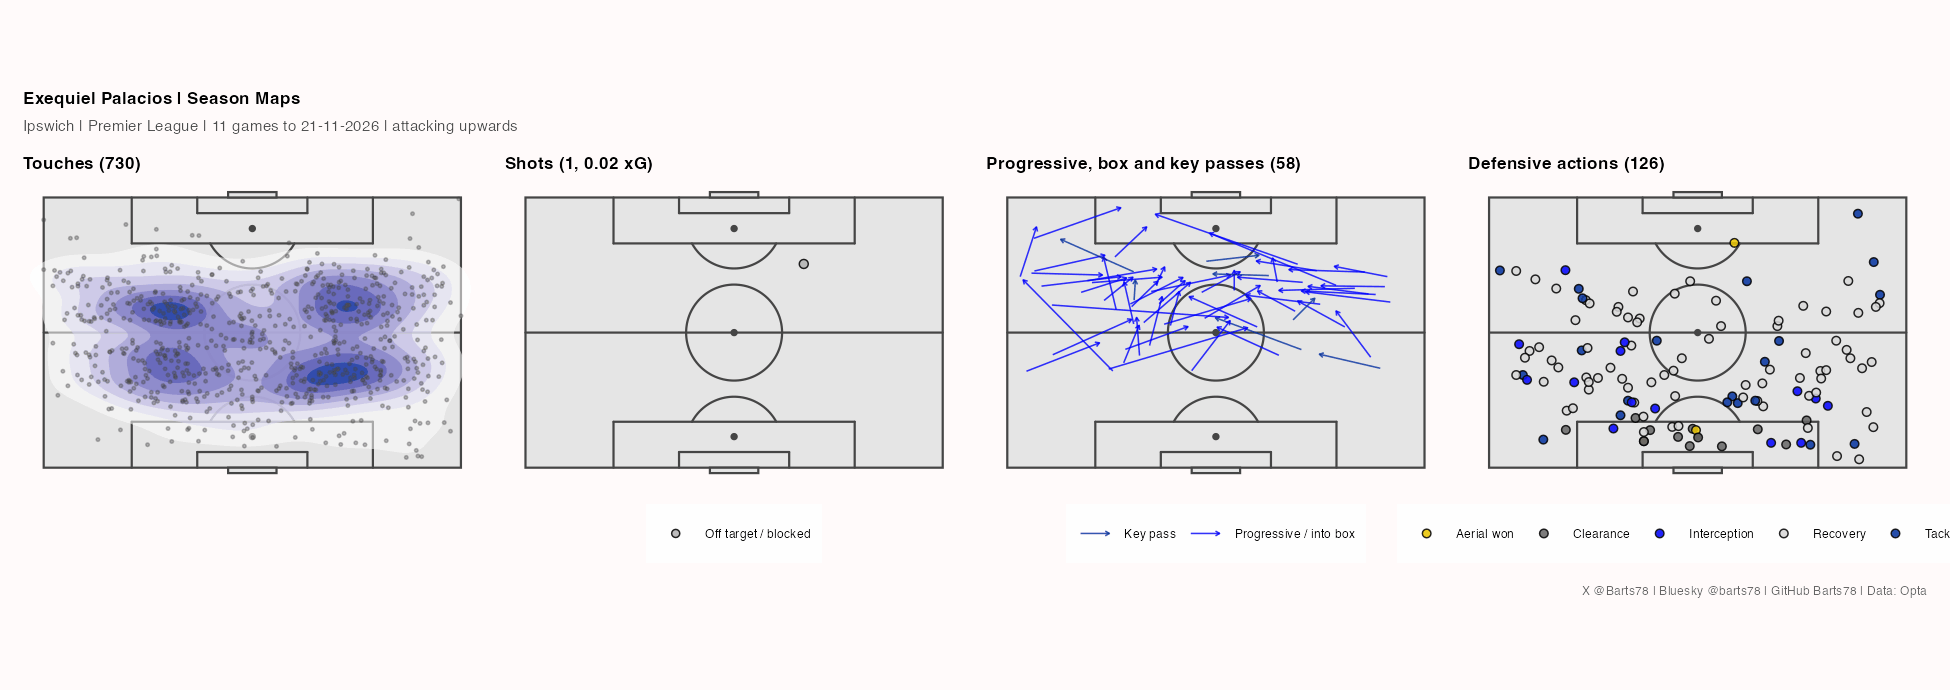 Exequiel Palacios | Season Maps
Ipswich | Premier League | 11 games to 21-11-2026 | attacking upwards
Touches (730)
Shots (1, 0.02 xG)
Progressive, box and key passes (58)
Defensive actions (126)
Off target / blocked
Key pass
Progressive / into box
Aerial won
Clearance
Interception
Recovery
Tack
X @Barts78 | Bluesky @barts78 | GitHub Barts78 | Data: Opta